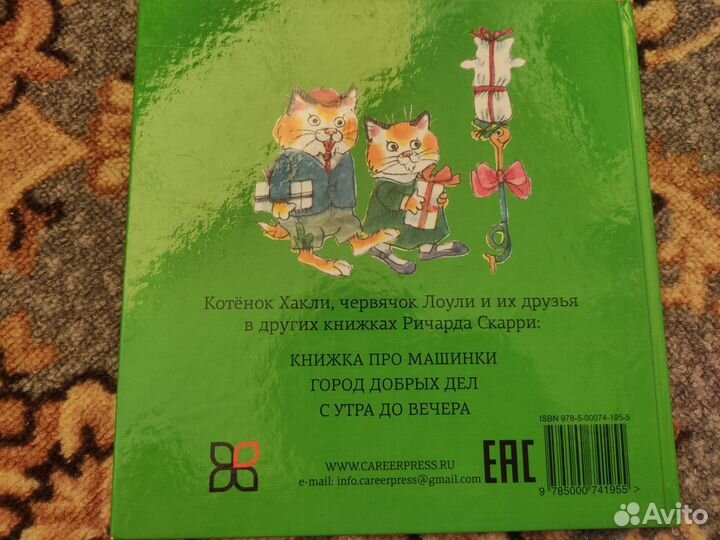 Котёнок Хакли, червячок Лоули и их друзья
в других книжках Ричарда Скарри:
КНИЖКА ПРО МАШИНКИ
ГОРОД ДОБРЫХ ДЕЛ
С УТРА ДО ВЕЧЕРА
ISBN 978-5-00074-195-5
WWW.CAREERPRESS.RU
e-mail: info.careerpress@gmail.com
EAC
9 785000 741955 >
Avito